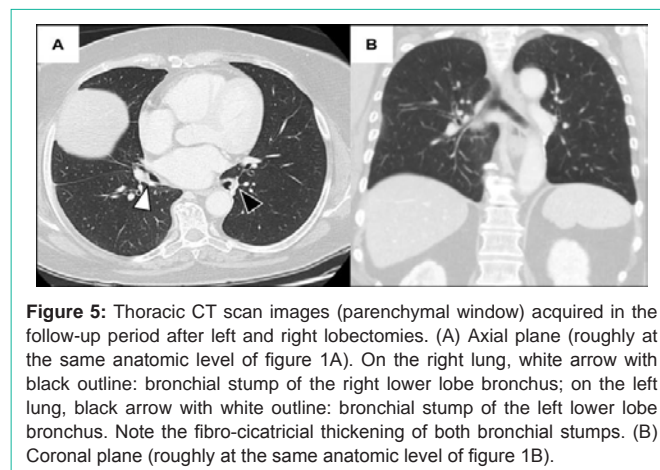 A
B
Figure 5: Thoracic CT scan images (parenchymal window) acquired in the
follow-up period after left and right lobectomies. (A) Axial plane (roughly at
the same anatomic level of figure 1A). On the right lung, white arrow with
black outline: bronchial stump of the right lower lobe bronchus; on the left
lung, black arrow with white outline: bronchial stump of the left lower lobe
bronchus. Note the fibro-cicatricial thickening of both bronchial stumps. (B)
Coronal plane (roughly at the same anatomic level of figure 1B).